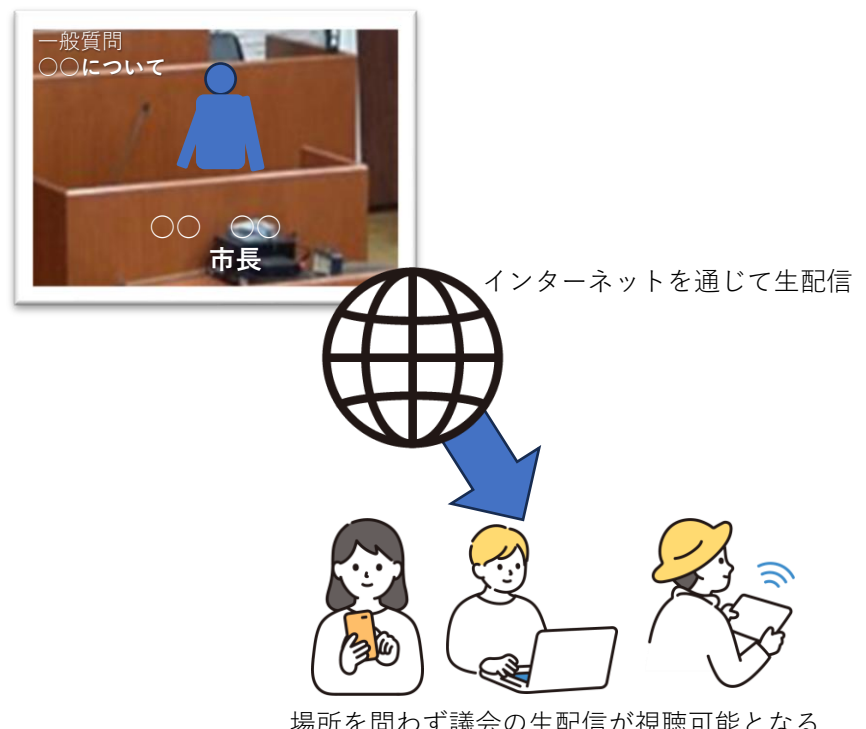 一般質問
○○について
○○　○○
市長
インターネットを通じて生配信
場所を問わず議会の生配信が視聴可能となる